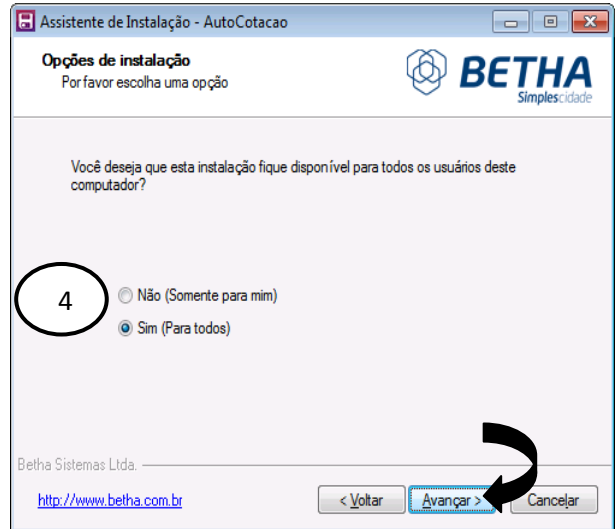 Assistente de Instalação - AutoCotacao
Opções de instalação
Por favor escolha uma opção
BETHA
Simplescidade
Você deseja que esta instalação fique disponível para todos os usuários deste
computador?
4
Não (Somente para mim)
Sim (Para todos)
Betha Sistemas Ltda.
http://www.betha.com.br
< Voltar
Avançar >
Cancelar